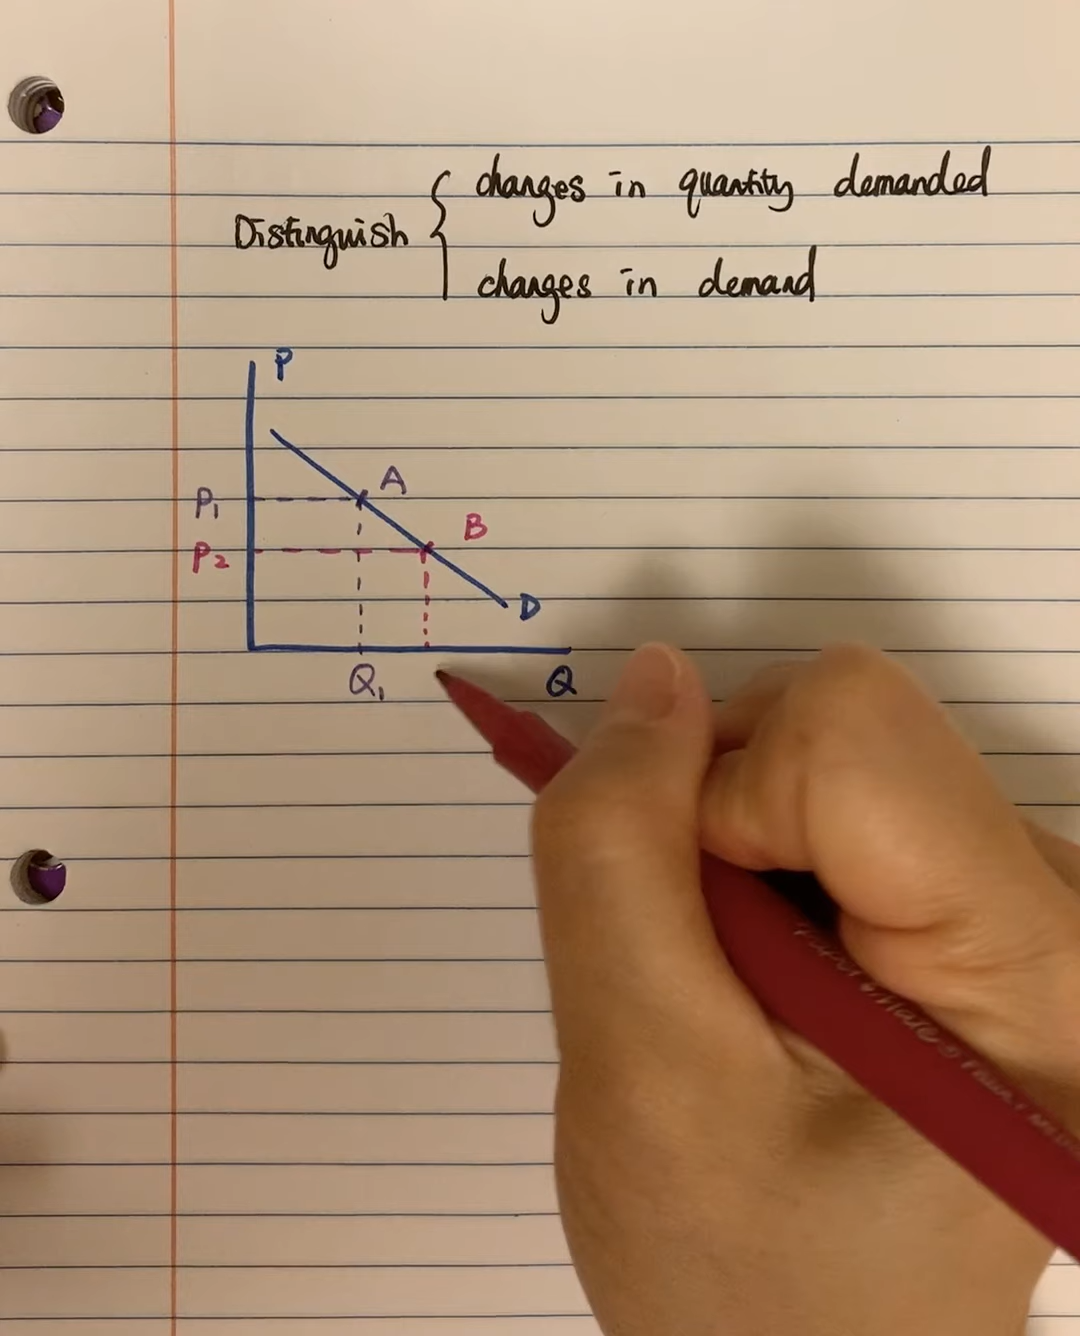 changes in quantity demanded
Distinguish
changes in demand
P
A
P₁
B
P₂
D
Q₁
Q